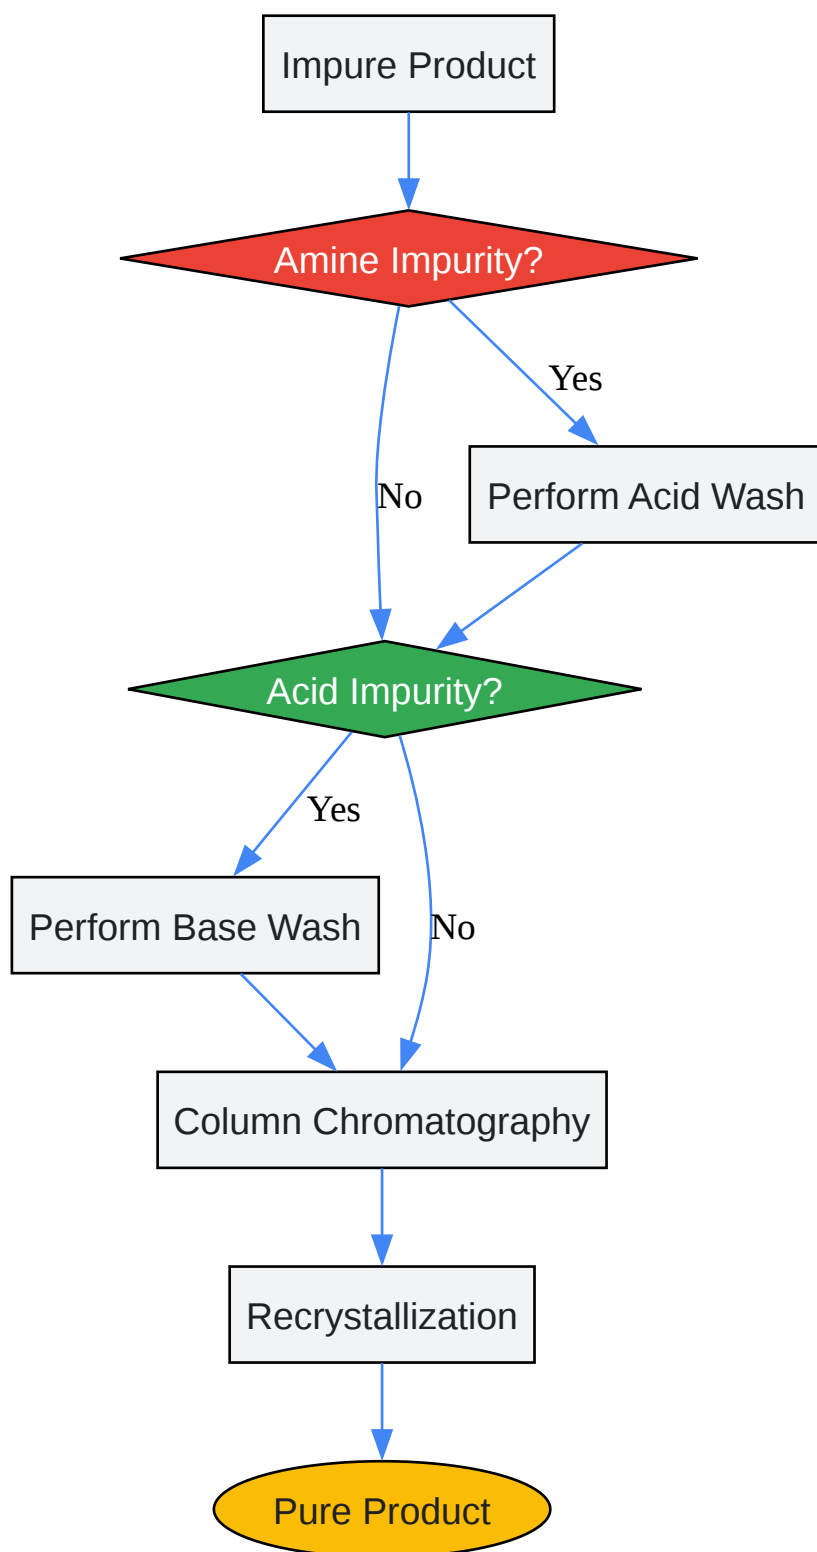 Impure Product
Amine Impurity?
Yes
No
Perform Acid Wash
Acid Impurity?
Yes
Perform Base Wash
No
Column Chromatography
Recrystallization
Pure Product